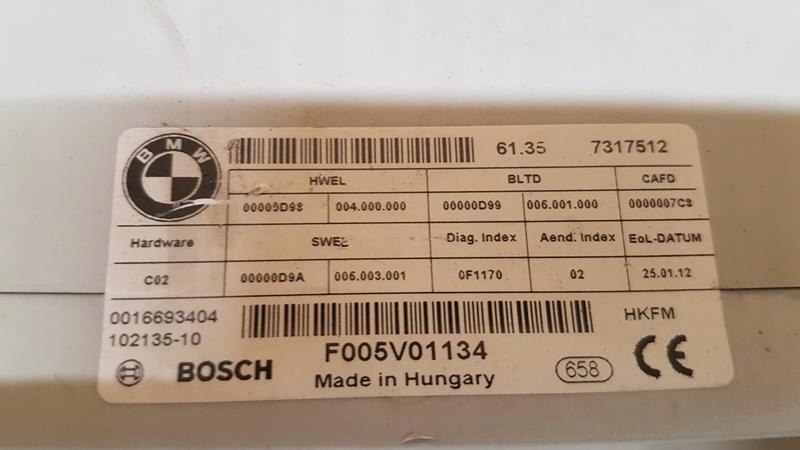 BMW
61.35 7317512
HWEL BLTD CAFD
00000D98 004.000.000 00000D99 006.001.000 0000007C8
Hardware SWEL Diag. Index Aend. Index EoL-DATUM
C02 00000D9A 006.003.001 0F1170 02 25.01.12
0016693404 HKFM
102135-10 F005V01134
BOSCH Made in Hungary 658 CE